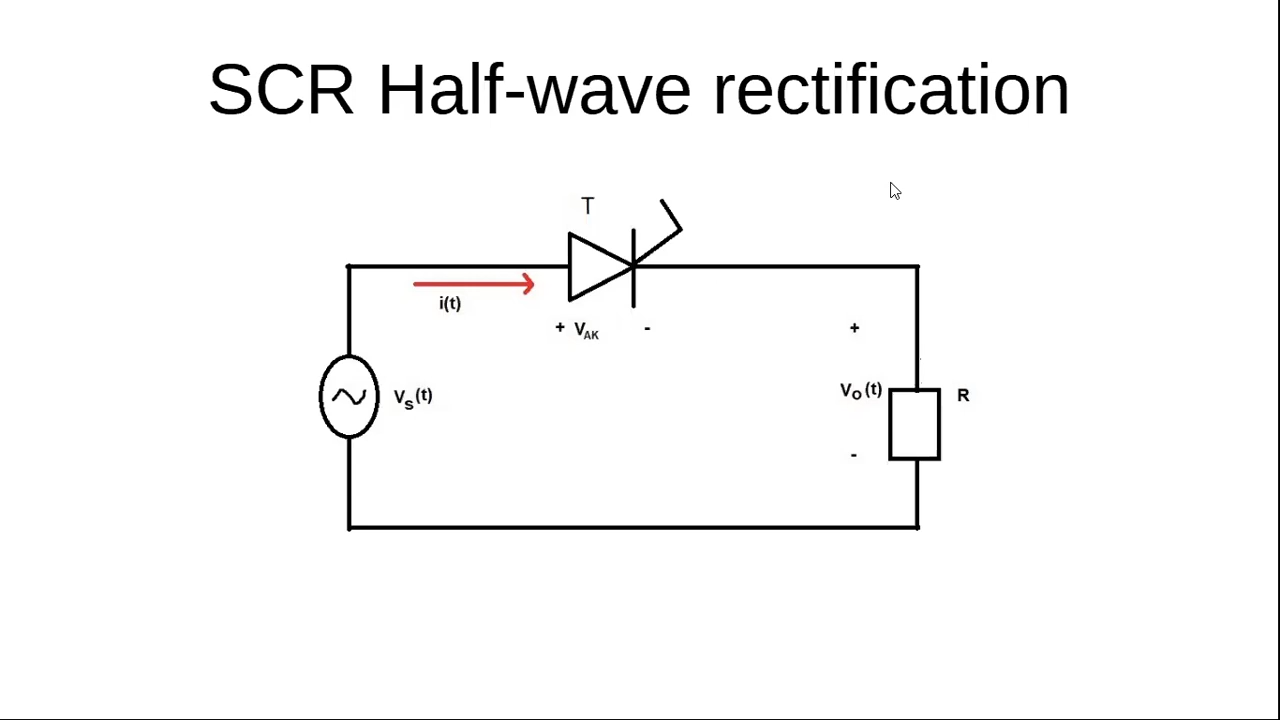 SCR Half-wave rectification
T
i(t)
+ VAK -
+
VS(t)
VO(t)
R
-